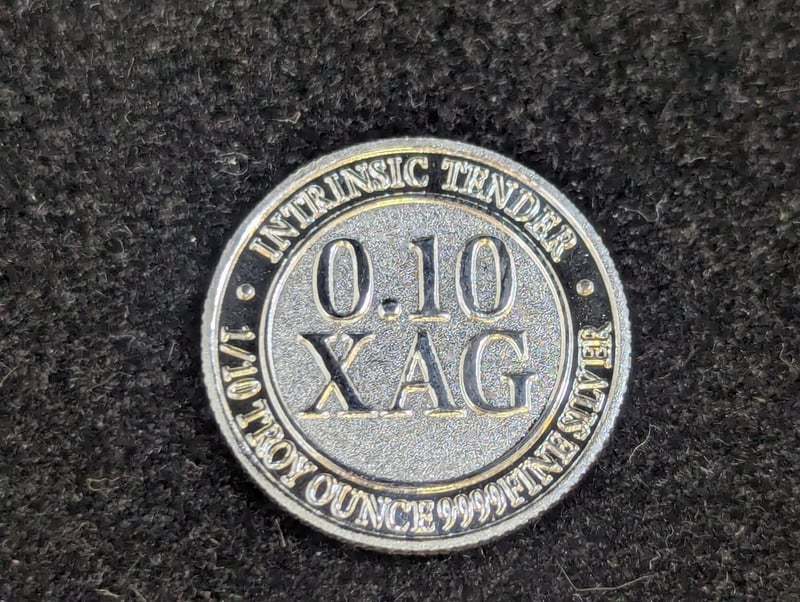 INTRINSIC TENDER
0.10
XAG
1/10 TROY OUNCE 9999 FINE SILVER